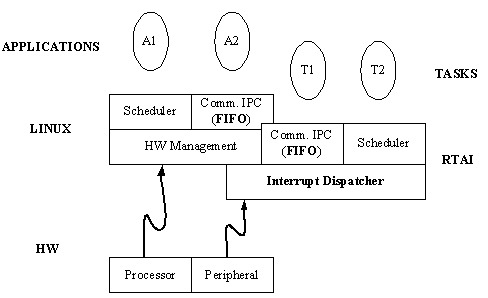 APPLICATIONS
A1
A2
T1
T2
TASKS
Scheduler
Comm. IPC
(FIFO)
LINUX
HW Management
Comm. IPC
(FIFO)
Scheduler
RTAI
Interrupt Dispatcher
HW
Processor
Peripheral